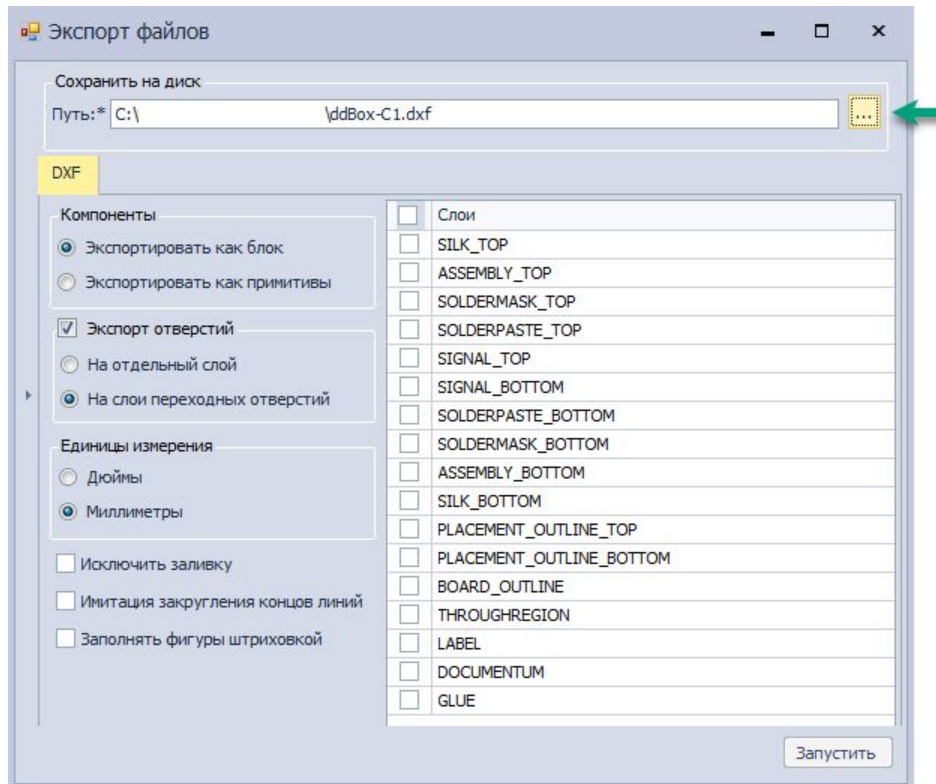 Экспорт файлов
Сохранить на диск
Путь:* C:\ \ddBox-C1.dxf ...
DXF
Компоненты
Экспортировать как блок
Экспортировать как примитивы
Экспорт отверстий
На отдельный слой
На слои переходных отверстий
Единицы измерения
Дюймы
Миллиметры
Исключить заливку
Имитация закругления концов линий
Заполнять фигуры штриховкой
Слои
SILK_TOP
ASSEMBLY_TOP
SOLDERMASK_TOP
SOLDERPASTE_TOP
SIGNAL_TOP
SIGNAL_BOTTOM
SOLDERPASTE_BOTTOM
SOLDERMASK_BOTTOM
ASSEMBLY_BOTTOM
SILK_BOTTOM
PLACEMENT_OUTLINE_TOP
PLACEMENT_OUTLINE_BOTTOM
BOARD_OUTLINE
THROUGHREGION
LABEL
DOCUMENTUM
GLUE
Запустить